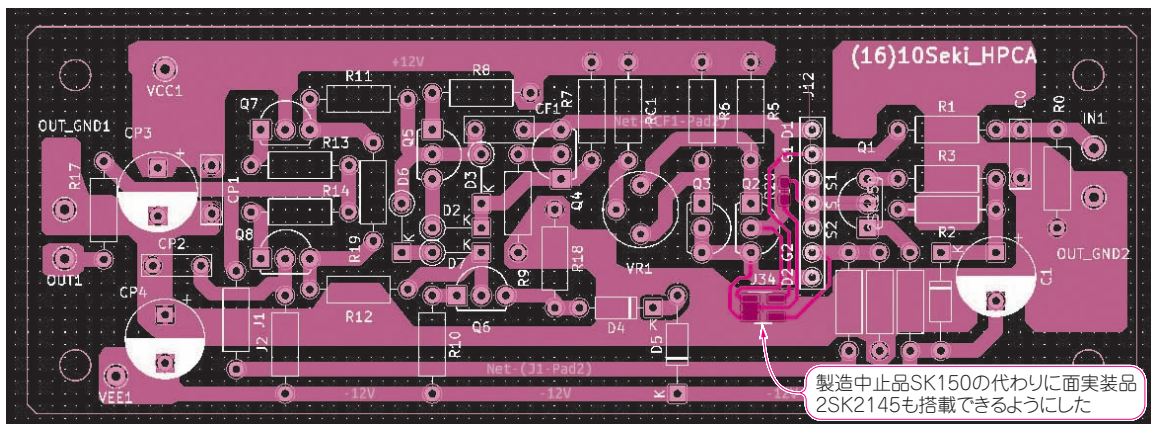 (16)10Seki_HPCA
+12V
VCC1
R11
R8
Q7
CF1
R7
RC1
R6
R5
J12
R1
C0
R0
IN1
OUT_GND1
CP3
+
R13
Q5
Net-(CF1-Pad2)
D1
G1
Q1
R17
CP1
R14
D6
D3
K
Q3
Q2
S1
R3
S
Q8
R19
D2
K
Q4
S2
R2
OUT1
CP2
K
D7
K
R9
R18
VR1
G2
K
+
OUT_GND2
CP4
+
J34
D2
C1
J1
R12
Q6
D4
K
J2
R10
D5
Net-(J1-Pad2)
VEE1
-12V
-12V
K
-12V
製造中止品SK150の代わりに面実装品
2SK2145も搭載できるようにした